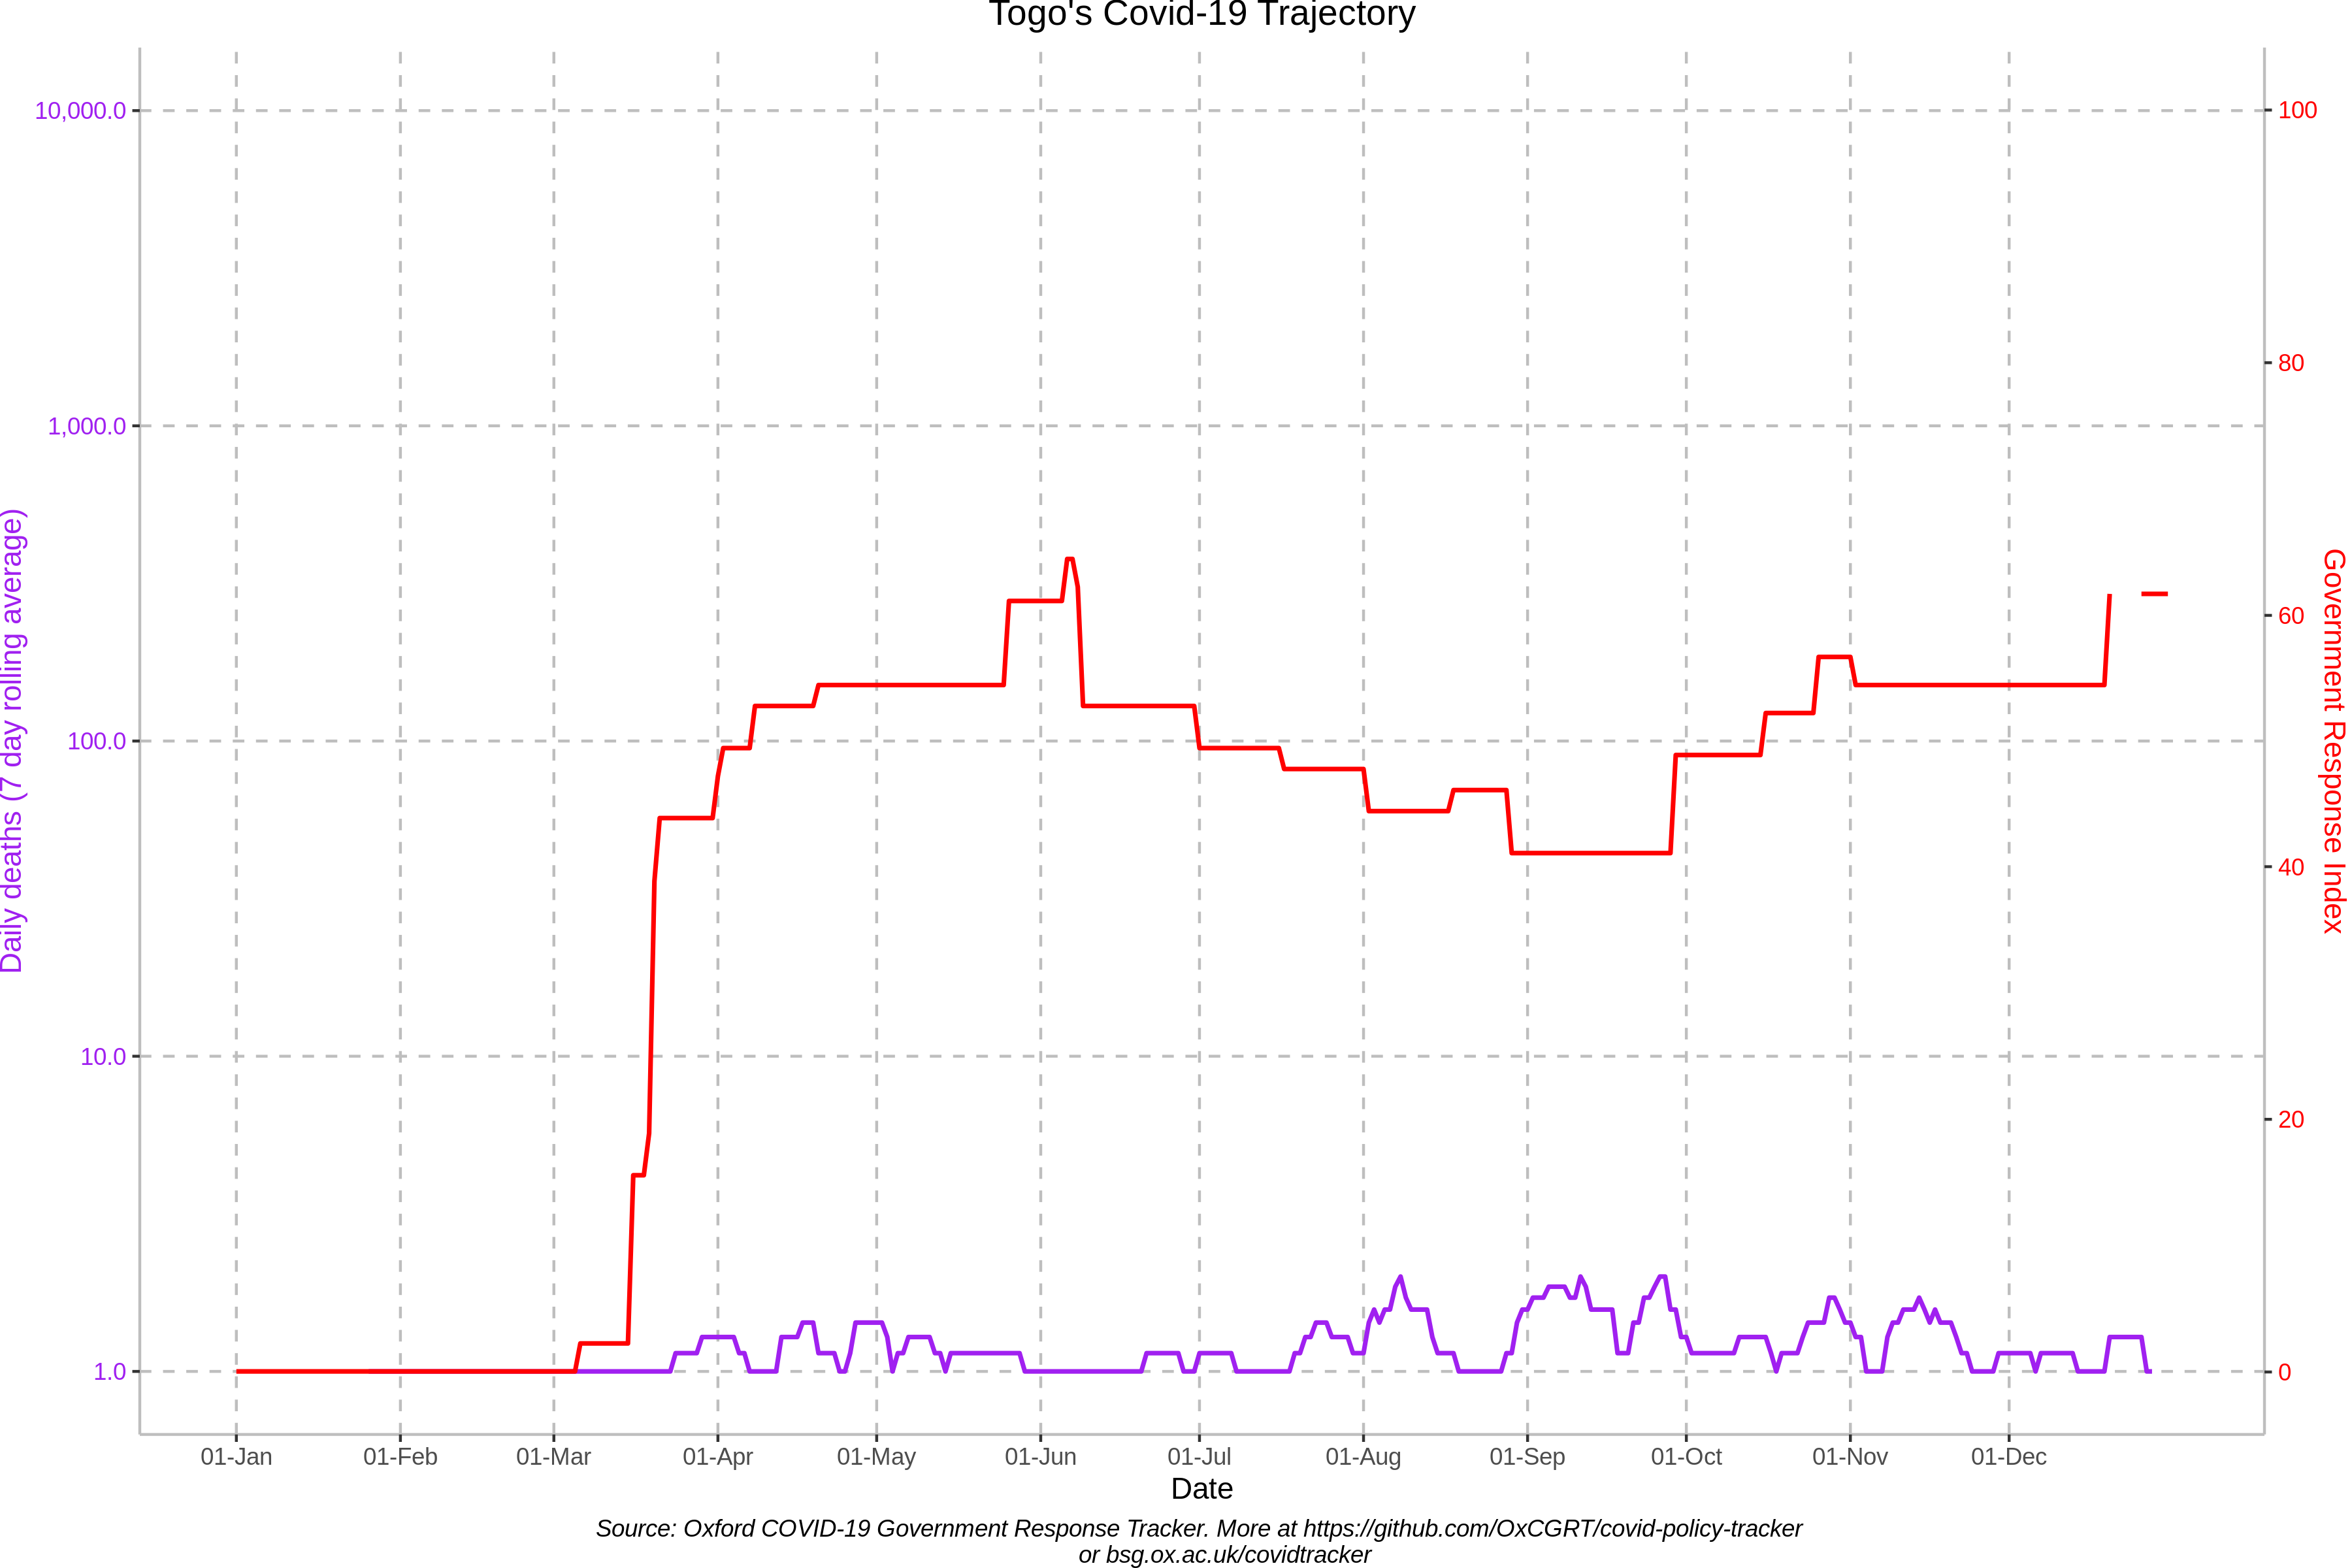 Togo's Covid-19 Trajectory
10,000.0
1,000.0
100.0
10.0
1.0
Daily deaths (7 day rolling average)
100
80
60
40
20
0
Government Response Index
01-Jan
01-Feb
01-Mar
01-Apr
01-May
01-Jun
01-Jul
01-Aug
01-Sep
01-Oct
01-Nov
01-Dec
Date
Source: Oxford COVID-19 Government Response Tracker. More at https://github.com/OxCGRT/covid-policy-tracker
or bsg.ox.ac.uk/covidtracker